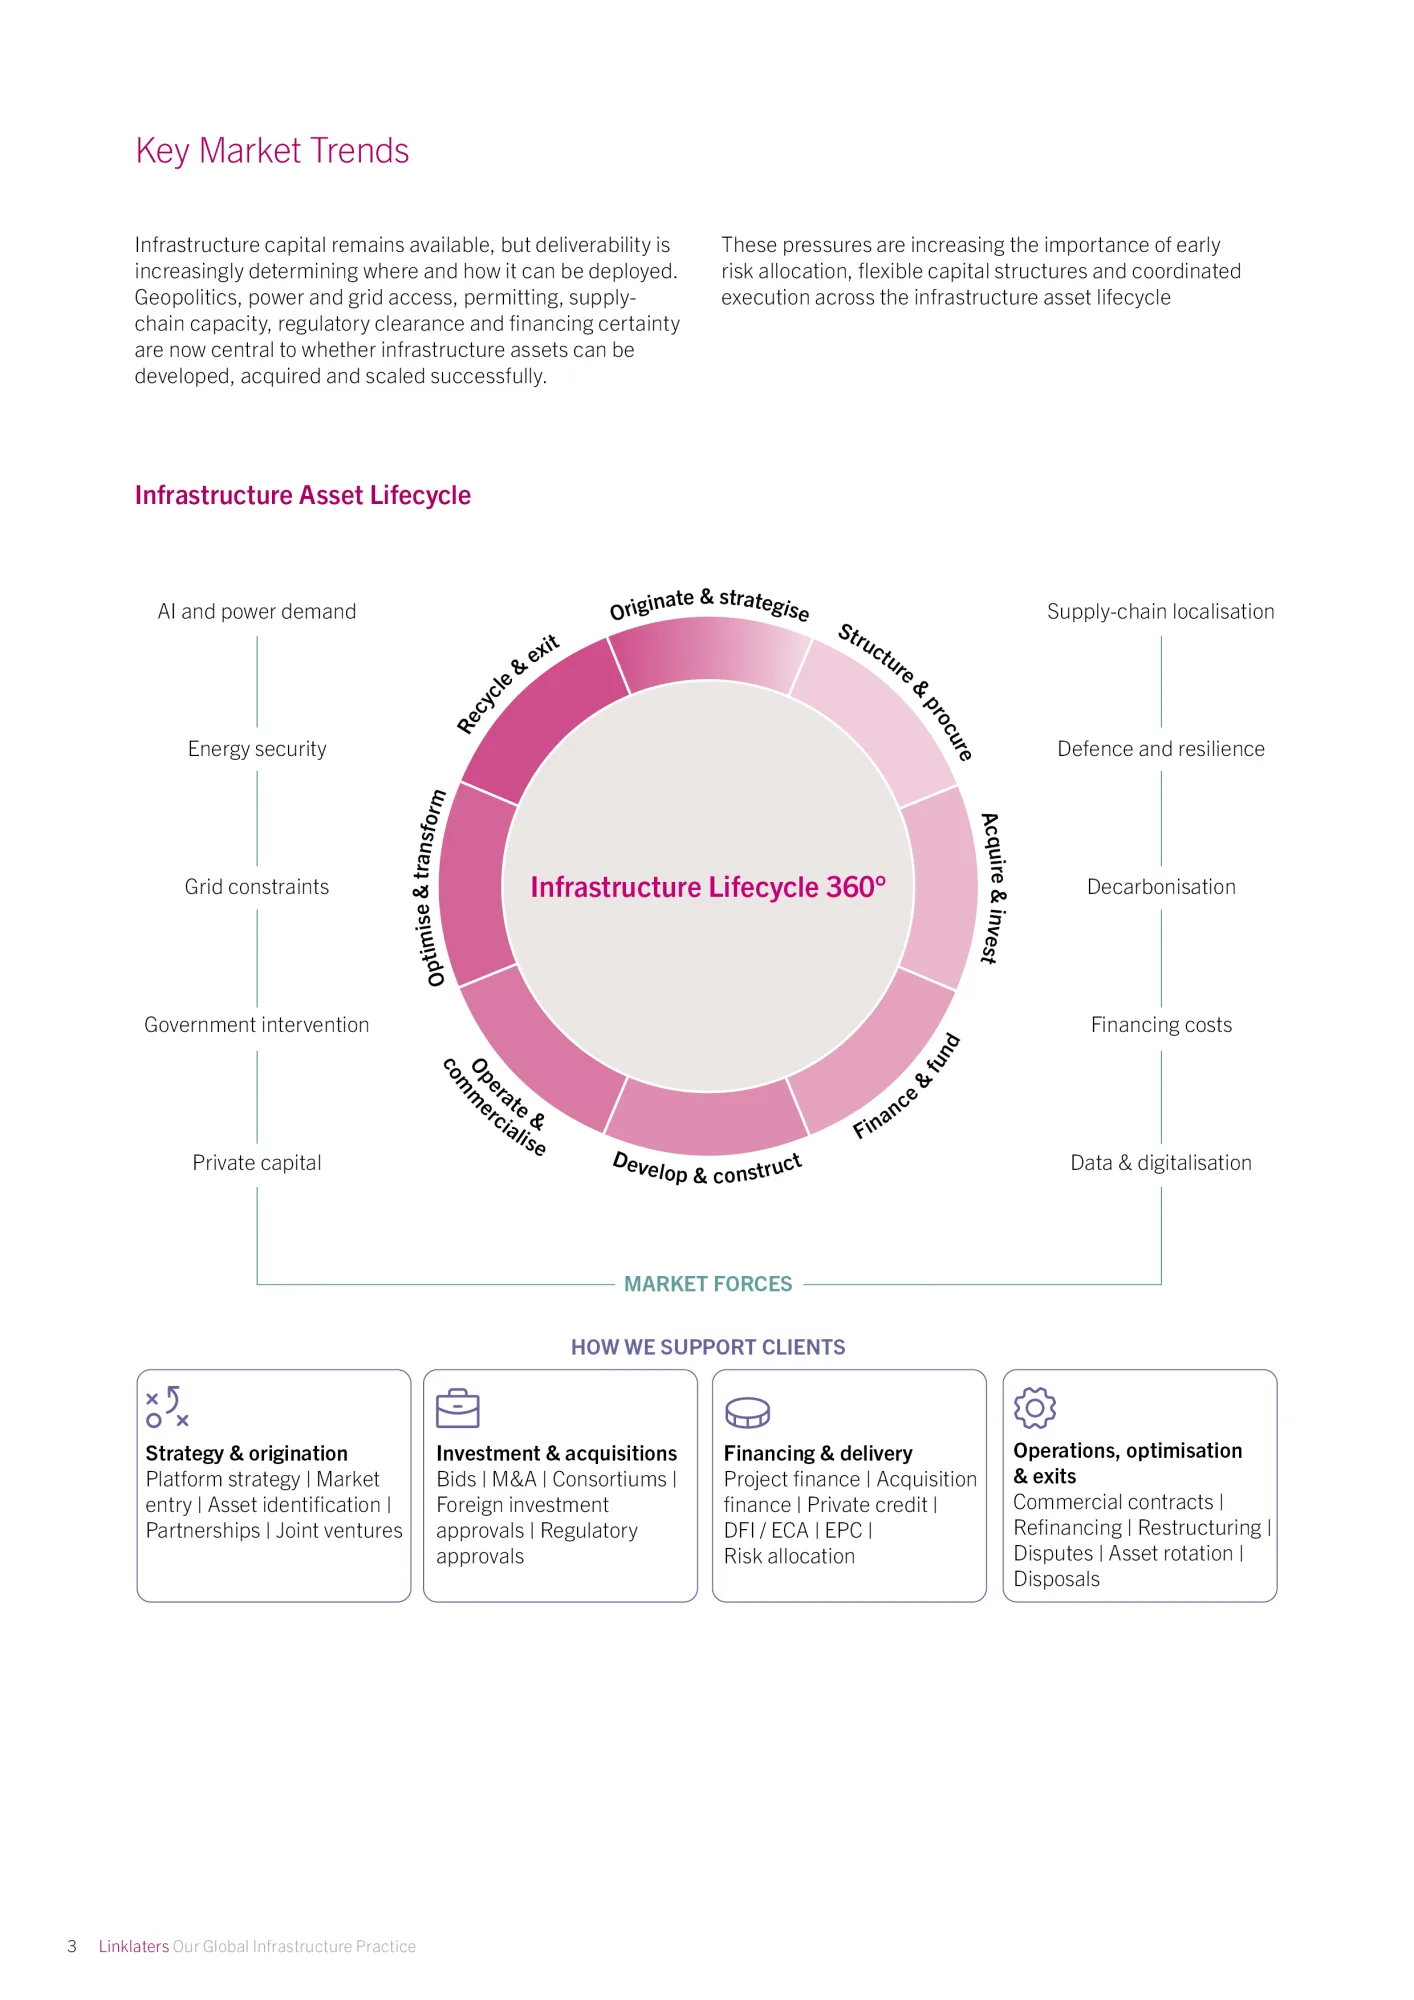 Key Market Trends
Infrastructure capital remains available, but deliverability is
increasingly determining where and how it can be deployed.
Geopolitics, power and grid access, permitting, supply-
chain capacity, regulatory clearance and financing certainty
are now central to whether infrastructure assets can be
developed, acquired and scaled successfully.
These pressures are increasing the importance of early
risk allocation, flexible capital structures and coordinated
execution across the infrastructure asset lifecycle
Infrastructure Asset Lifecycle
AI and power demand
Energy security
Grid constraints
Government intervention
Private capital
Originate & strategise
Structure & procure
Acquire & invest
Finance & fund
Develop & construct
Operate &
commercialise
Optimise & transform
Recycle & exit
Infrastructure Lifecycle 360°
Supply-chain localisation
Defence and resilience
Decarbonisation
Financing costs
Data & digitalisation
MARKET FORCES
HOW WE SUPPORT CLIENTS
Strategy & origination
Platform strategy | Market
entry | Asset identification |
Partnerships | Joint ventures
Investment & acquisitions
Bids | M&A | Consortiums |
Foreign investment
approvals | Regulatory
approvals
Financing & delivery
Project finance | Acquisition
finance | Private credit |
DFI / ECA | EPC |
Risk allocation
Operations, optimisation
& exits
Commercial contracts |
Refinancing | Restructuring |
Disputes | Asset rotation |
Disposals
3 Linklaters Our Global Infrastructure Practice